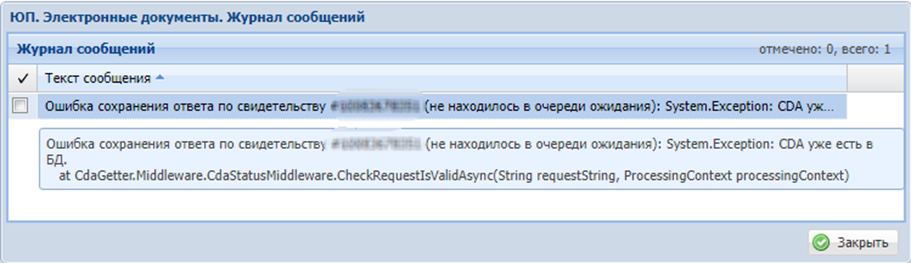 ЮП. Электронные документы. Журнал сообщений
Журнал сообщений отмечено: 0, всего: 1
Текст сообщения
Ошибка сохранения ответа по свидетельству (не находилось в очереди ожидания): System.Exception: CDA уж...
Ошибка сохранения ответа по свидетельству (не находилось в очереди ожидания): System.Exception: CDA уже есть в
БД.
at CdaGetter.Middleware.CdaStatusMiddleware.CheckRequestIsValidAsync(String requestString, ProcessingContext processingContext)
Закрыть